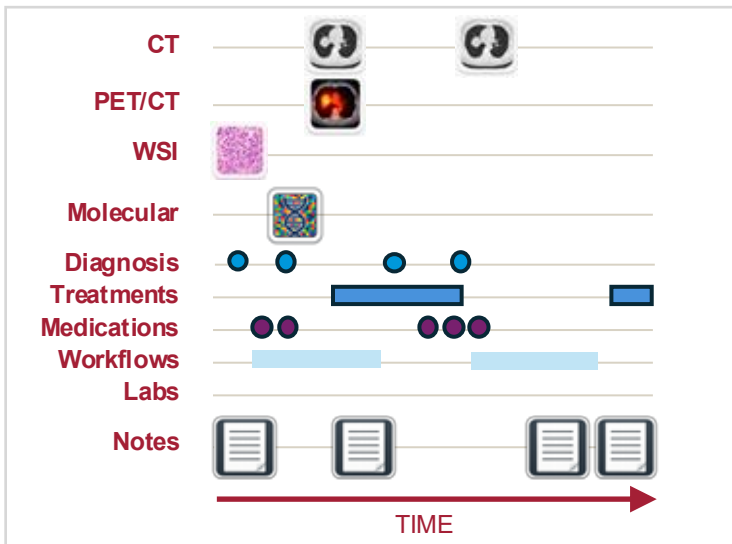 CT
PET/CT
WSI
Molecular
Diagnosis
Treatments
Medications
Workflows
Labs
Notes
TIME